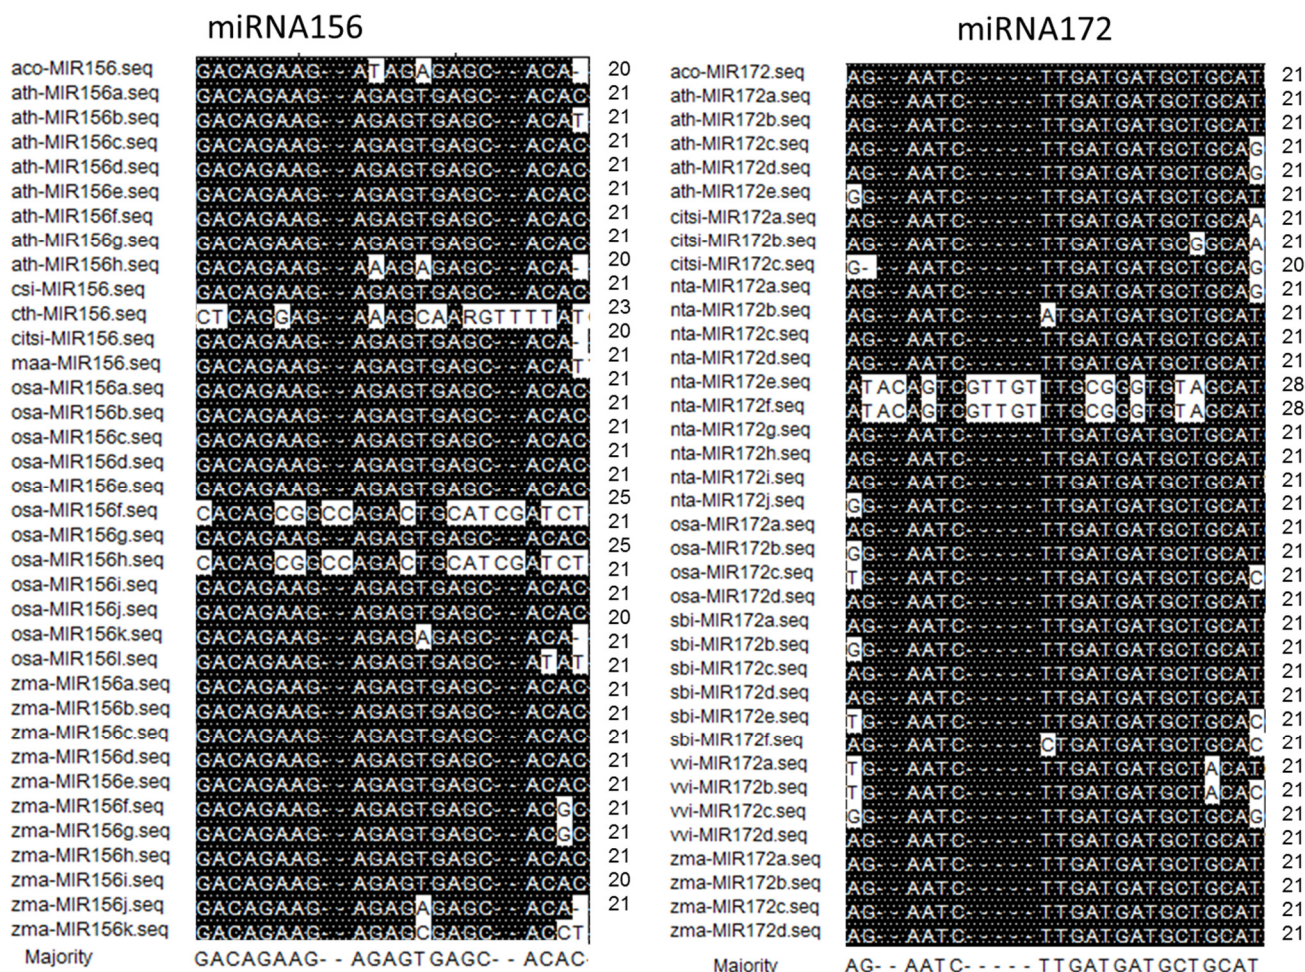 miRNA156
aco-MIR156.seq GACAGAAG--ATAGAGAGC--ACA- 20
ath-MIR156a.seq GACAGAAG--AGAGTGAGC--ACAC 21
ath-MIR156b.seq GACAGAAG--AGAGTGAGC--ACAT 21
ath-MIR156c.seq GACAGAAG--AGAGTGAGC--ACAC 21
ath-MIR156d.seq GACAGAAG--AGAGTGAGC--ACAC 21
ath-MIR156e.seq GACAGAAG--AGAGTGAGC--ACAC 21
ath-MIR156f.seq GACAGAAG--AGAGTGAGC--ACAC 21
ath-MIR156g.seq GACAGAAG--AGAGTGAGC--ACAC 21
ath-MIR156h.seq GACAGAAG--AAAGAGAGC--ACA- 20
csi-MIR156.seq GACAGAAG--AGAGTGAGC--ACAC 21
cth-MIR156.seq CTCAGGAG--AAAGCAARGTTTTAT 23
citsi-MIR156.seq GACAGAAG--AGAGTGAGC--ACA- 20
maa-MIR156.seq GACAGAAG--AGAGTGAGC--ACAT 21
osa-MIR156a.seq GACAGAAG--AGAGTGAGC--ACAC 21
osa-MIR156b.seq GACAGAAG--AGAGTGAGC--ACAC 21
osa-MIR156c.seq GACAGAAG--AGAGTGAGC--ACAC 21
osa-MIR156d.seq GACAGAAG--AGAGTGAGC--ACAC 21
osa-MIR156e.seq GACAGAAG--AGAGTGAGC--ACAC 21
osa-MIR156f.seq CACAGCGGCCAGACTGCATCGATCT 25
osa-MIR156g.seq GACAGAAG--AGAGTGAGC--ACAC 21
osa-MIR156h.seq CACAGCGGCCAGACTGCATCGATCT 25
osa-MIR156i.seq GACAGAAG--AGAGTGAGC--ACAC 21
osa-MIR156j.seq GACAGAAG--AGAGTGAGC--ACAC 21
osa-MIR156k.seq GACAGAAG--AGAGAGAGC--ACA- 20
osa-MIR156l.seq GACAGAAG--AGAGTGAGC--ATAT 21
zma-MIR156a.seq GACAGAAG--AGAGTGAGC--ACAC 21
zma-MIR156b.seq GACAGAAG--AGAGTGAGC--ACAC 21
zma-MIR156c.seq GACAGAAG--AGAGTGAGC--ACAC 21
zma-MIR156d.seq GACAGAAG--AGAGTGAGC--ACAC 21
zma-MIR156e.seq GACAGAAG--AGAGTGAGC--ACAC 21
zma-MIR156f.seq GACAGAAG--AGAGTGAGC--ACGC 21
zma-MIR156g.seq GACAGAAG--AGAGTGAGC--ACGC 21
zma-MIR156h.seq GACAGAAG--AGAGTGAGC--ACAC 21
zma-MIR156i.seq GACAGAAG--AGAGTGAGC--ACAC 21
zma-MIR156j.seq GACAGAAG--AGAGAGAGC--ACA- 20
zma-MIR156k.seq GACAGAAG--AGAGCGAGC--ACCT 21
Majority GACAGAAG--AGAGTGAGC--ACAC
miRNA172
aco-MIR172.seq AG--AATC-----TTGATGATGCTGCAT 21
ath-MIR172a.seq AG--AATC-----TTGATGATGCTGCAT 21
ath-MIR172b.seq AG--AATC-----TTGATGATGCTGCAT 21
ath-MIR172c.seq AG--AATC-----TTGATGATGCTGCAG 21
ath-MIR172d.seq AG--AATC-----TTGATGATGCTGCAG 21
ath-MIR172e.seq GG--AATC-----TTGATGATGCTGCAT 21
citsi-MIR172a.seq AG--AATC-----TTGATGATGCTGCAA 21
citsi-MIR172b.seq AG--AATC-----TTGATGATGCGGCAA 21
citsi-MIR172c.seq G---AATC-----TTGATGATGCTGCAG 20
nta-MIR172a.seq AG--AATC-----TTGATGATGCTGCAG 21
nta-MIR172b.seq AG--AATC-----ATGATGATGCTGCAT 21
nta-MIR172c.seq AG--AATC-----TTGATGATGCTGCAT 21
nta-MIR172d.seq AG--AATC-----TTGATGATGCTGCAT 21
nta-MIR172e.seq ATACAGTCGTTGTTTGCGGGTGTAGCAT 28
nta-MIR172f.seq ATACAGTCGTTGTTTGCGGGTGTAGCAT 28
nta-MIR172g.seq AG--AATC-----TTGATGATGCTGCAT 21
nta-MIR172h.seq AG--AATC-----TTGATGATGCTGCAT 21
nta-MIR172i.seq AG--AATC-----TTGATGATGCTGCAT 21
nta-MIR172j.seq GG--AATC-----TTGATGATGCTGCAT 21
osa-MIR172a.seq AG--AATC-----TTGATGATGCTGCAT 21
osa-MIR172b.seq GG--AATC-----TTGATGATGCTGCAT 21
osa-MIR172c.seq TG--AATC-----TTGATGATGCTGCAC 21
osa-MIR172d.seq AG--AATC-----TTGATGATGCTGCAT 21
sbi-MIR172a.seq AG--AATC-----TTGATGATGCTGCAT 21
sbi-MIR172b.seq GG--AATC-----TTGATGATGCTGCAT 21
sbi-MIR172c.seq AG--AATC-----TTGATGATGCTGCAT 21
sbi-MIR172d.seq AG--AATC-----TTGATGATGCTGCAT 21
sbi-MIR172e.seq TG--AATC-----TTGATGATGCTGCAC 21
sbi-MIR172f.seq AG--AATC-----CTGATGATGCTGCAC 21
vvi-MIR172a.seq TG--AATC-----TTGATGATGCTACAT 21
vvi-MIR172b.seq TG--AATC-----TTGATGATGCTACAC 21
vvi-MIR172c.seq GG--AATC-----TTGATGATGCTGCAG 21
vvi-MIR172d.seq AG--AATC-----TTGATGATGCTGCAT 21
zma-MIR172a.seq AG--AATC-----TTGATGATGCTGCAT 21
zma-MIR172b.seq AG--AATC-----TTGATGATGCTGCAT 21
zma-MIR172c.seq AG--AATC-----TTGATGATGCTGCAT 21
zma-MIR172d.seq AG--AATC-----TTGATGATGCTGCAT 21
Majority AG--AATC-----TTGATGATGCTGCAT